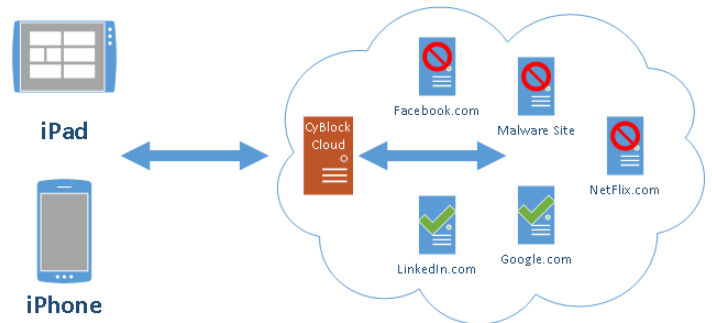 iPad
iPhone
CyBlock
Cloud
Facebook.com
Malware Site
NetFlix.com
LinkedIn.com
Google.com